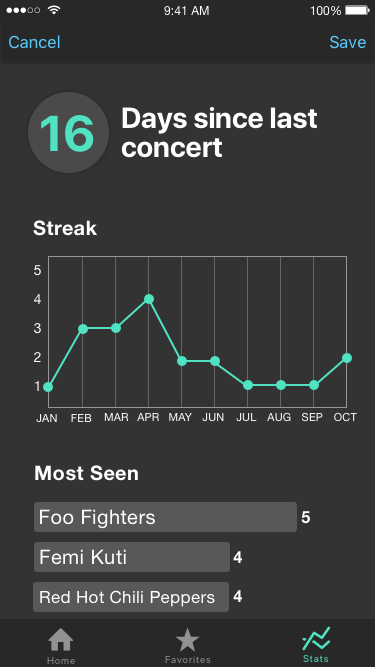 9:41 AM 100%
Cancel Save
16 Days since last
concert
Streak
5
4
3
2
1
JAN FEB MAR APR MAY JUN JUL AUG SEP OCT
Most Seen
Foo Fighters 5
Femi Kuti 4
Red Hot Chili Peppers 4
Home Favorites Stats